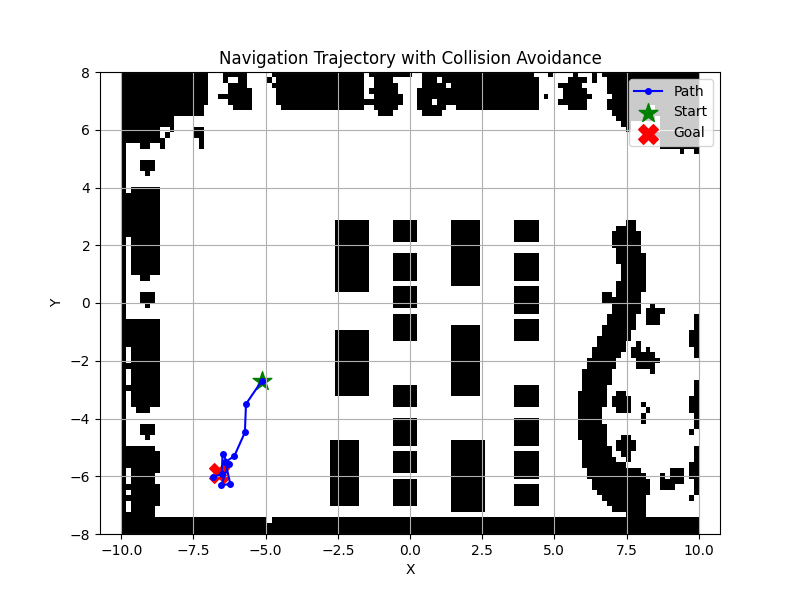 Navigation Trajectory with Collision Avoidance
Path
Start
Goal
8
6
4
2
0
−2
−4
−6
−8
Y
−10.0 −7.5 −5.0 −2.5 0.0 2.5 5.0 7.5 10.0
X